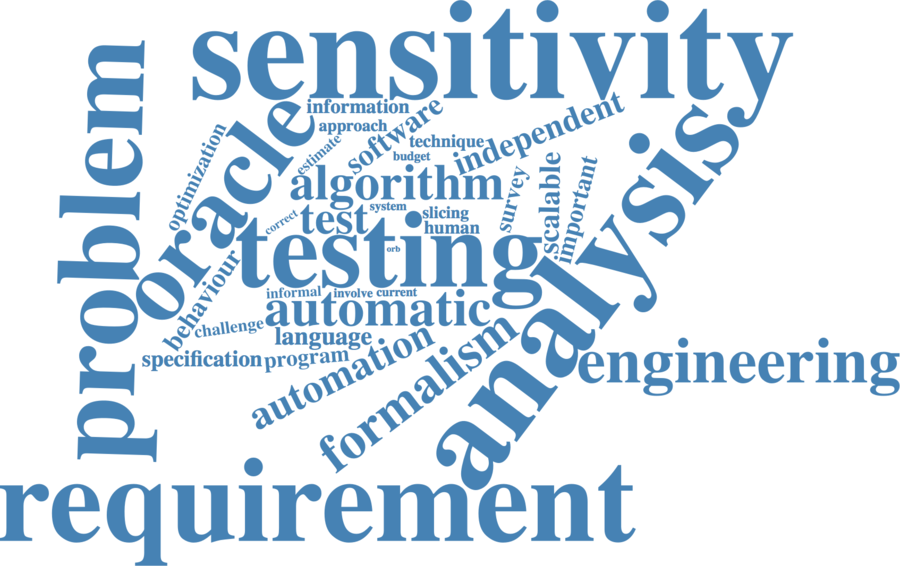 sensitivity
problem
oracle
information
approach
software
estimate
optimization
technique
budget
independent
algorithm
survey
scalable
important
analysis
system
test
correct
slicing
human
testing
orb
behaviour
informal
involve
current
automatic
challenge
language
specification
program
automation
formalism
engineering
requirement